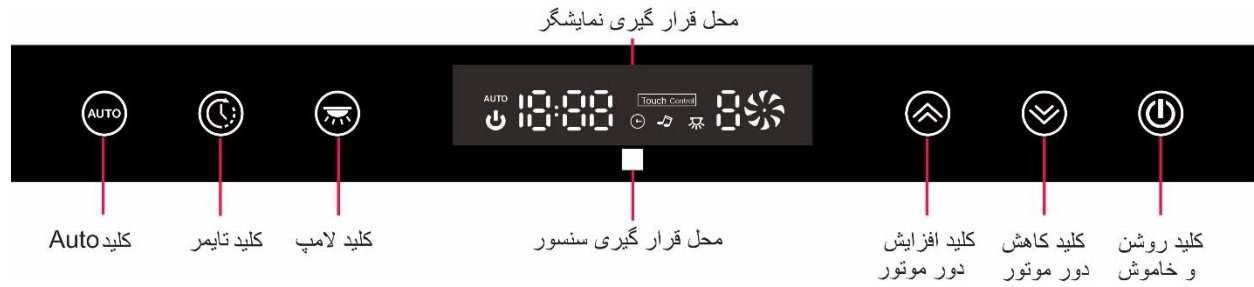 محل قرار گیری نمایشگر
AUTO
AUTO 18:88 Touch Control 8
محل قرار گیری سنسور
کلید روشن
و خاموش
کلید کاهش
دور موتور
کلید افزایش
دور موتور
کلید لامپ
کلید تایمر
کلید Auto